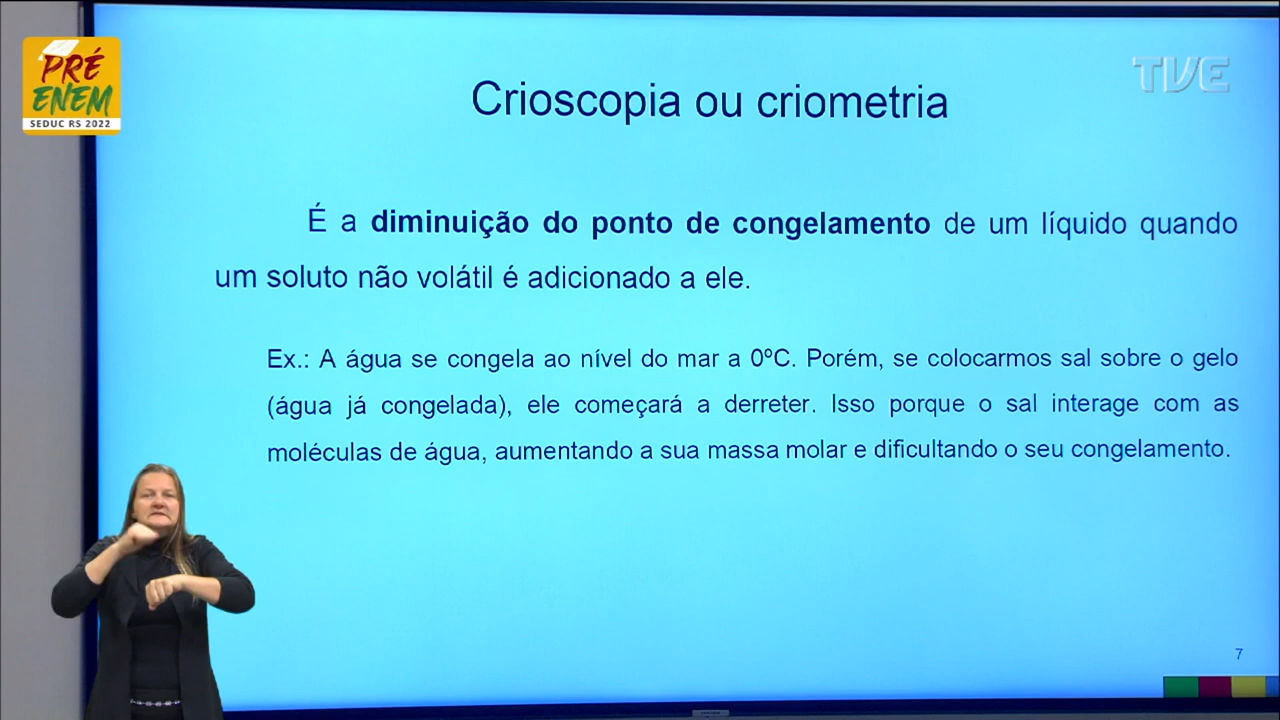 PRÉ
ENEM
SEDUC RS 2022
TVE
Crioscopia ou criometria
É a diminuição do ponto de congelamento de um líquido quando
um soluto não volátil é adicionado a ele.
Ex.: A água se congela ao nível do mar a 0ºC. Porém, se colocarmos sal sobre o gelo
(água já congelada), ele começará a derreter. Isso porque o sal interage com as
moléculas de água, aumentando a sua massa molar e dificultando o seu congelamento.
7